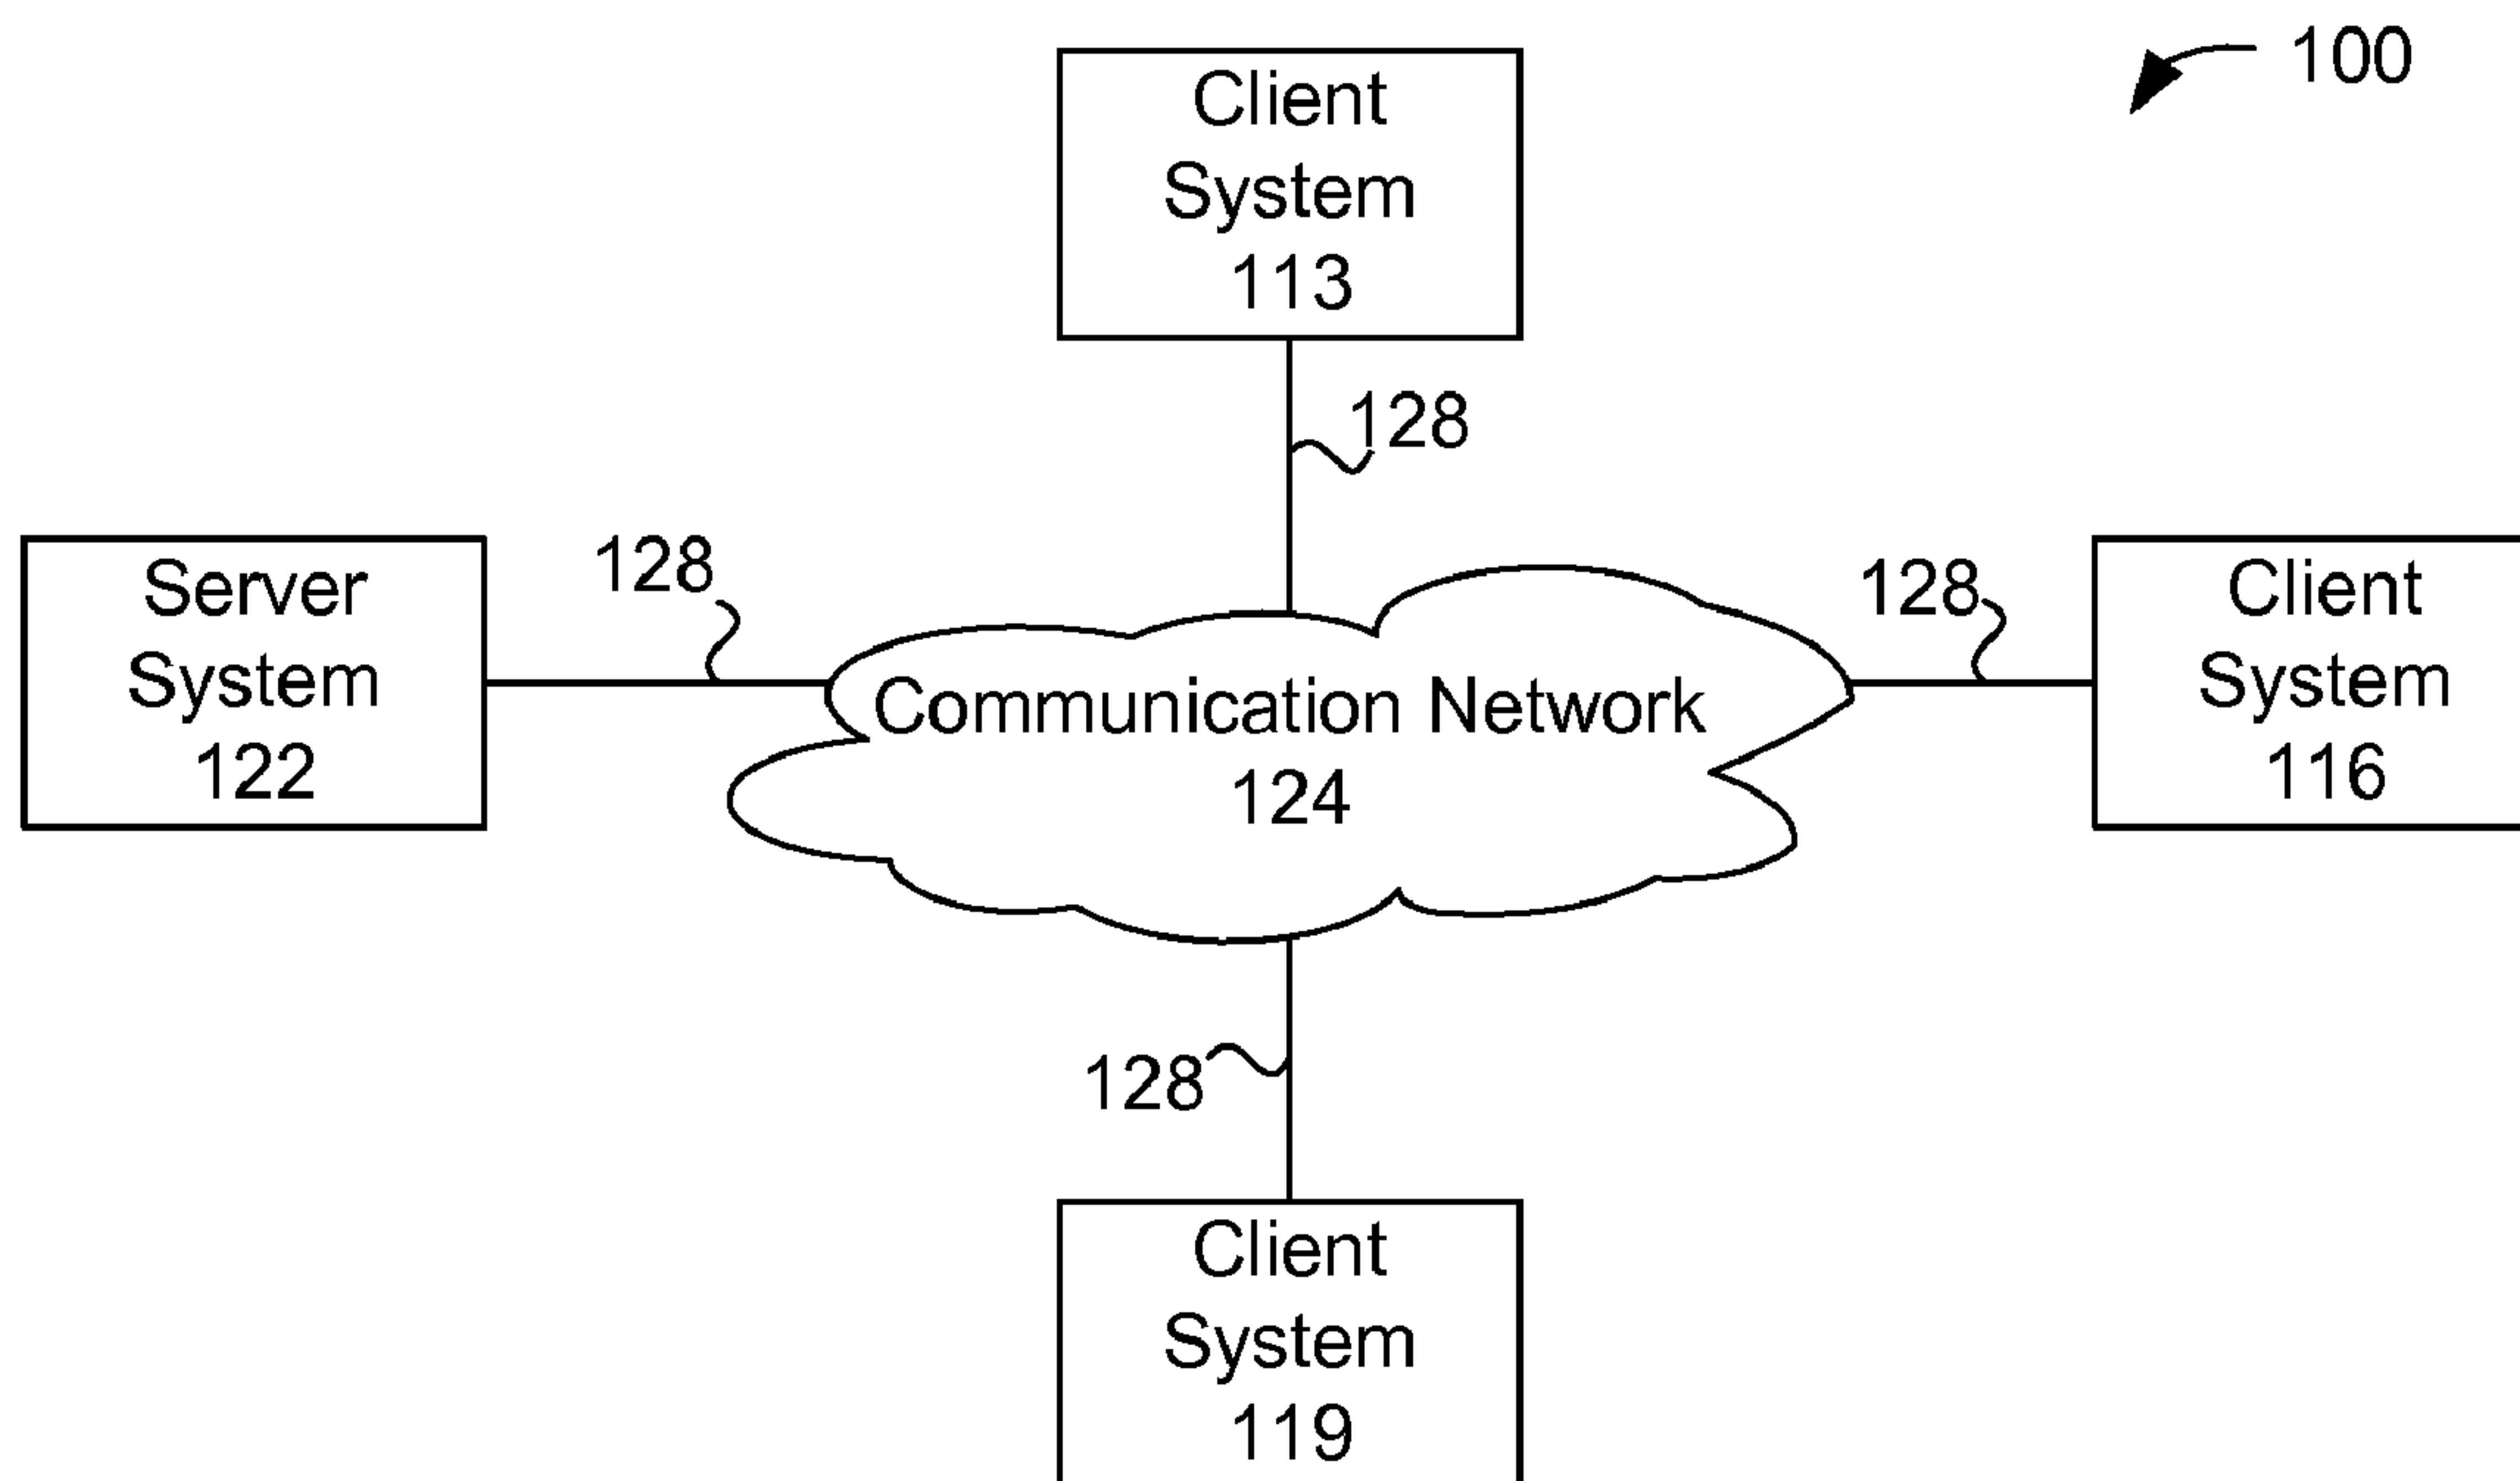 100
Client
System
113
128
Server
System
122
128
Communication Network
124
128
Client
System
116
128
Client
System
119